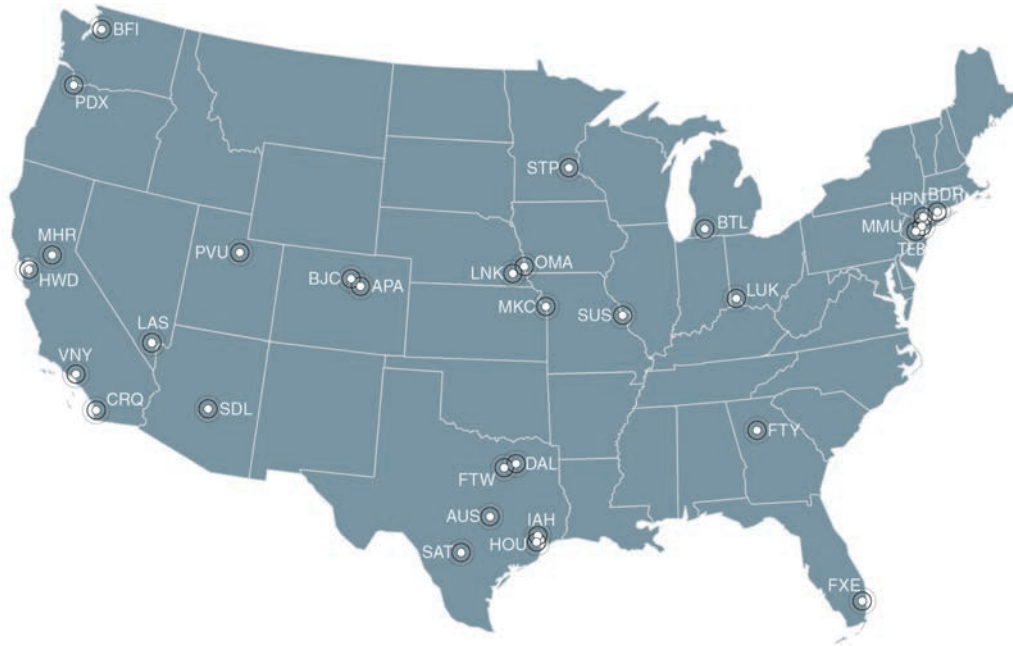 BFI
PDX
STP
HPN
BDR
MMU
TEB
BTL
MHR
PVU
HWD
BJC
APA
LNK
OMA
MKC
LUK
SUS
LAS
VNY
CRQ
SDL
FTY
DAL
FTW
AUS
IAH
HOU
SAT
FXE